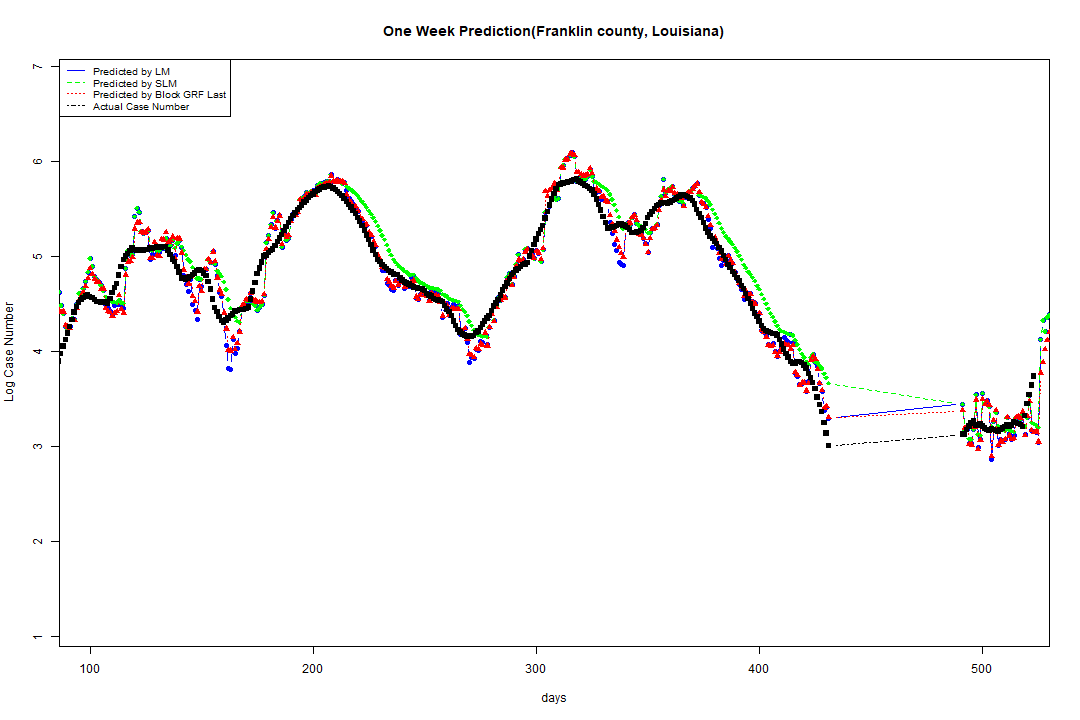 One Week Prediction(Franklin county, Louisiana)
7
Predicted by LM
Predicted by SLM
Predicted by Block GRF Last
Actual Case Number
6
5
4
3
2
1
Log Case Number
100 200 300 400 500
days